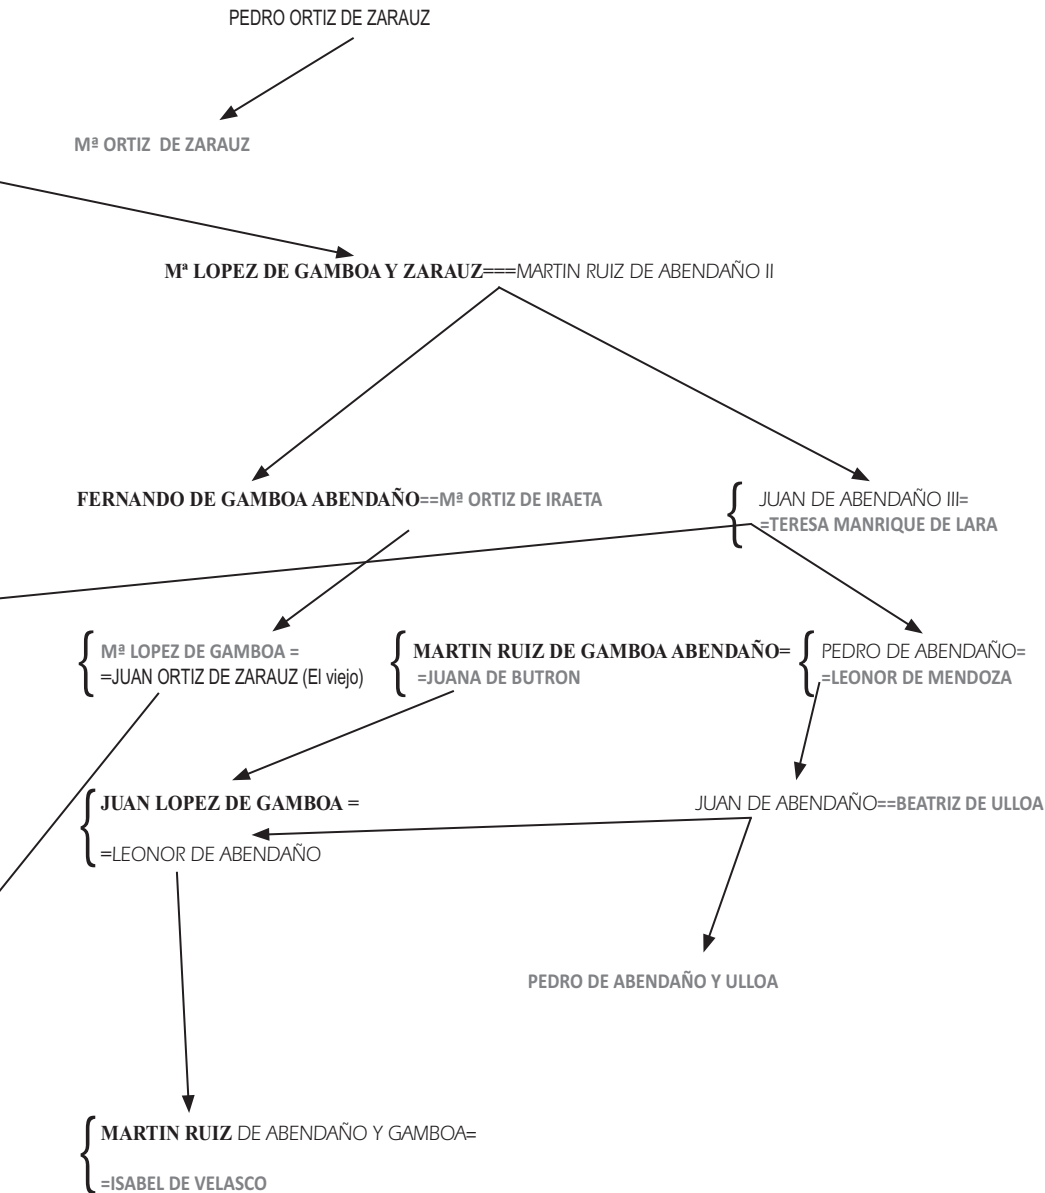 PEDRO ORTIZ DE ZARAUZ
Mª ORTIZ DE ZARAUZ
Mª LOPEZ DE GAMBOA Y ZARAUZ===MARTIN RUIZ DE ABENDAÑO II
FERNANDO DE GAMBOA ABENDAÑO==Mª ORTIZ DE IRAETA
JUAN DE ABENDAÑO III=
=TERESA MANRIQUE DE LARA
Mª LOPEZ DE GAMBOA =
=JUAN ORTIZ DE ZARAUZ (El viejo)
MARTIN RUIZ DE GAMBOA ABENDAÑO=
=JUANA DE BUTRON
PEDRO DE ABENDAÑO=
=LEONOR DE MENDOZA
JUAN LOPEZ DE GAMBOA =
=LEONOR DE ABENDAÑO
JUAN DE ABENDAÑO==BEATRIZ DE ULLOA
PEDRO DE ABENDAÑO Y ULLOA
MARTIN RUIZ DE ABENDAÑO Y GAMBOA=
=ISABEL DE VELASCO